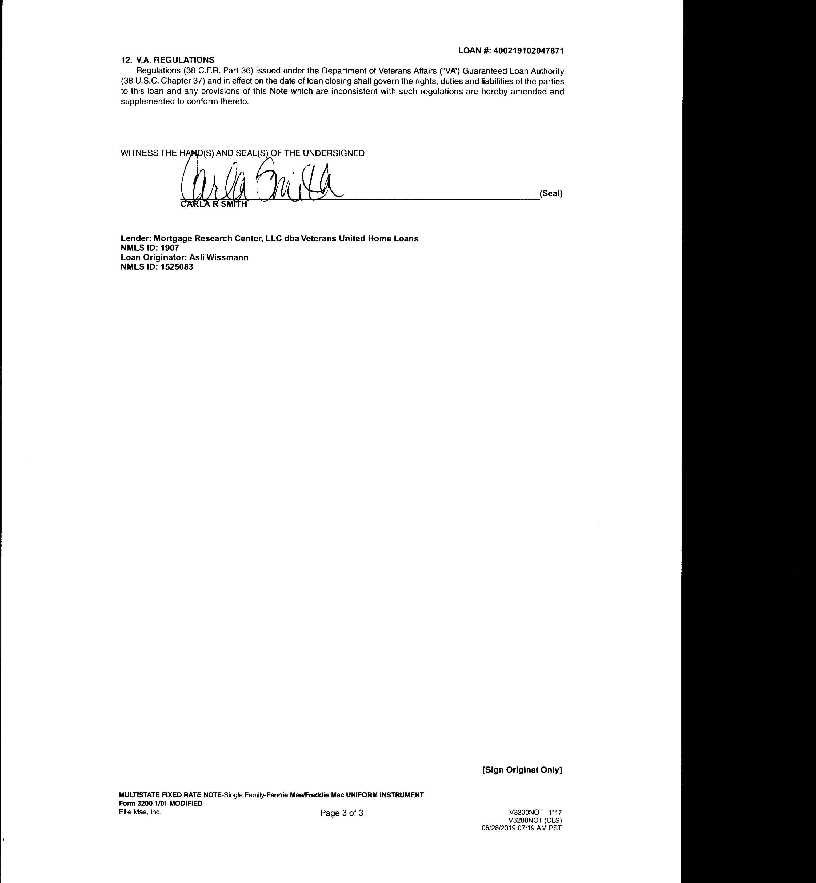 LOAN #: 400219102047871
12. V.A. REGULATIONS
Regulations (38 C.F.R. Part 36) issued under the Department of Veterans Affairs ("VA") Guaranteed Loan Authority
(38 U.S.C. Chapter 37) and in effect on the date of loan closing shall govern the rights, duties and liabilities of the parties
to this loan and any provisions of this Note which are inconsistent with such regulations are hereby amended and
supplemented to conform thereto.
WITNESS THE HAND(S) AND SEAL(S) OF THE UNDERSIGNED
Carla Smith
(Seal)
CARLA R SMITH
Lender: Mortgage Research Center, LLC dba Veterans United Home Loans
NMLS ID: 1907
Loan Originator: Asli Wissmann
NMLS ID: 1525083
[Sign Original Only]
MULTISTATE FIXED RATE NOTE-Single Family-Fannie Mae/Freddie Mac UNIFORM INSTRUMENT
Form 3200 1/01 MODIFIED
Ellie Mae, Inc.
Page 3 of 3
V3200NOT (CLS)
07:19 AM PST